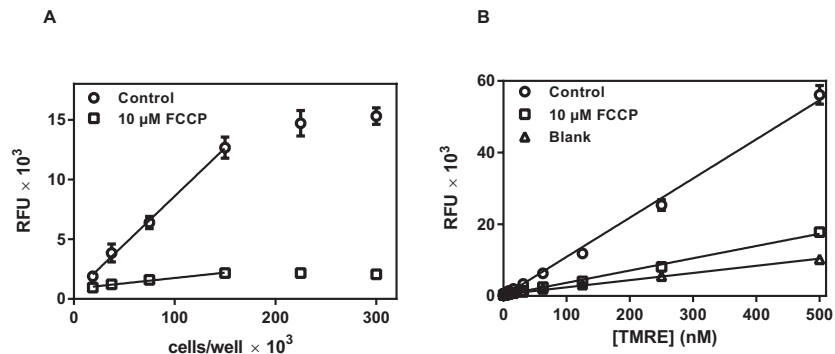 A
B
Control
10 µM FCCP
15
10
5
0
RFU × 10³
0
100
200
300
cells/well × 10³
Control
10 µM FCCP
Blank
60
40
20
0
RFU × 10³
0
100
200
300
400
500
[TMRE] (nM)